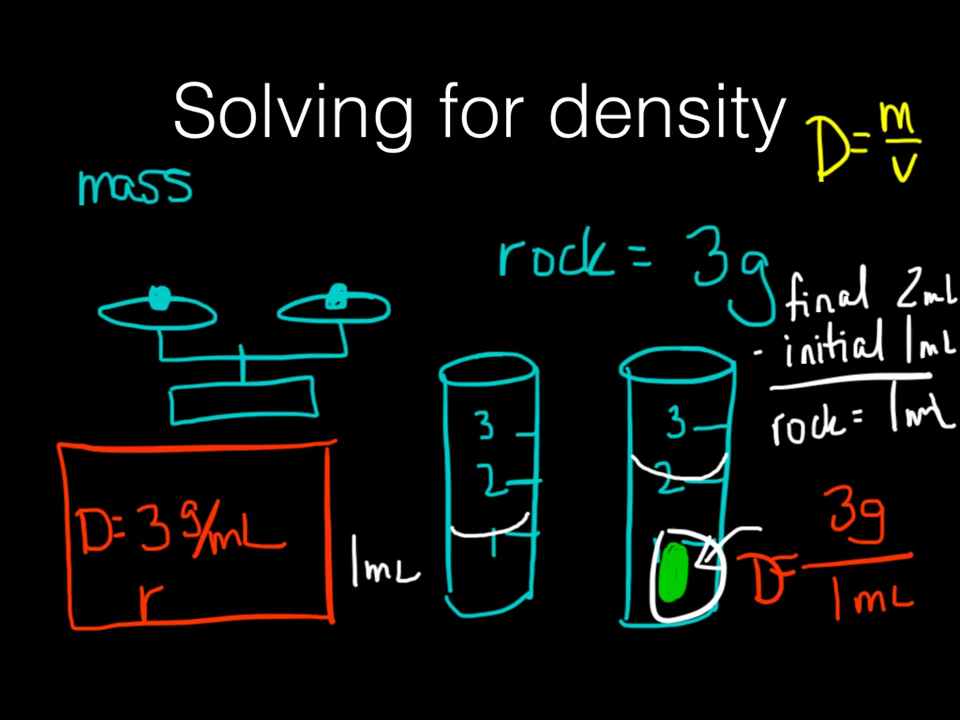 Solving for density
D = m/v
mass
rock = 3g
final 2mL
- initial 1mL
rock = 1mL
3
2
1
3
2
D = 3 g/mL
r
1mL
D = 3g/1mL